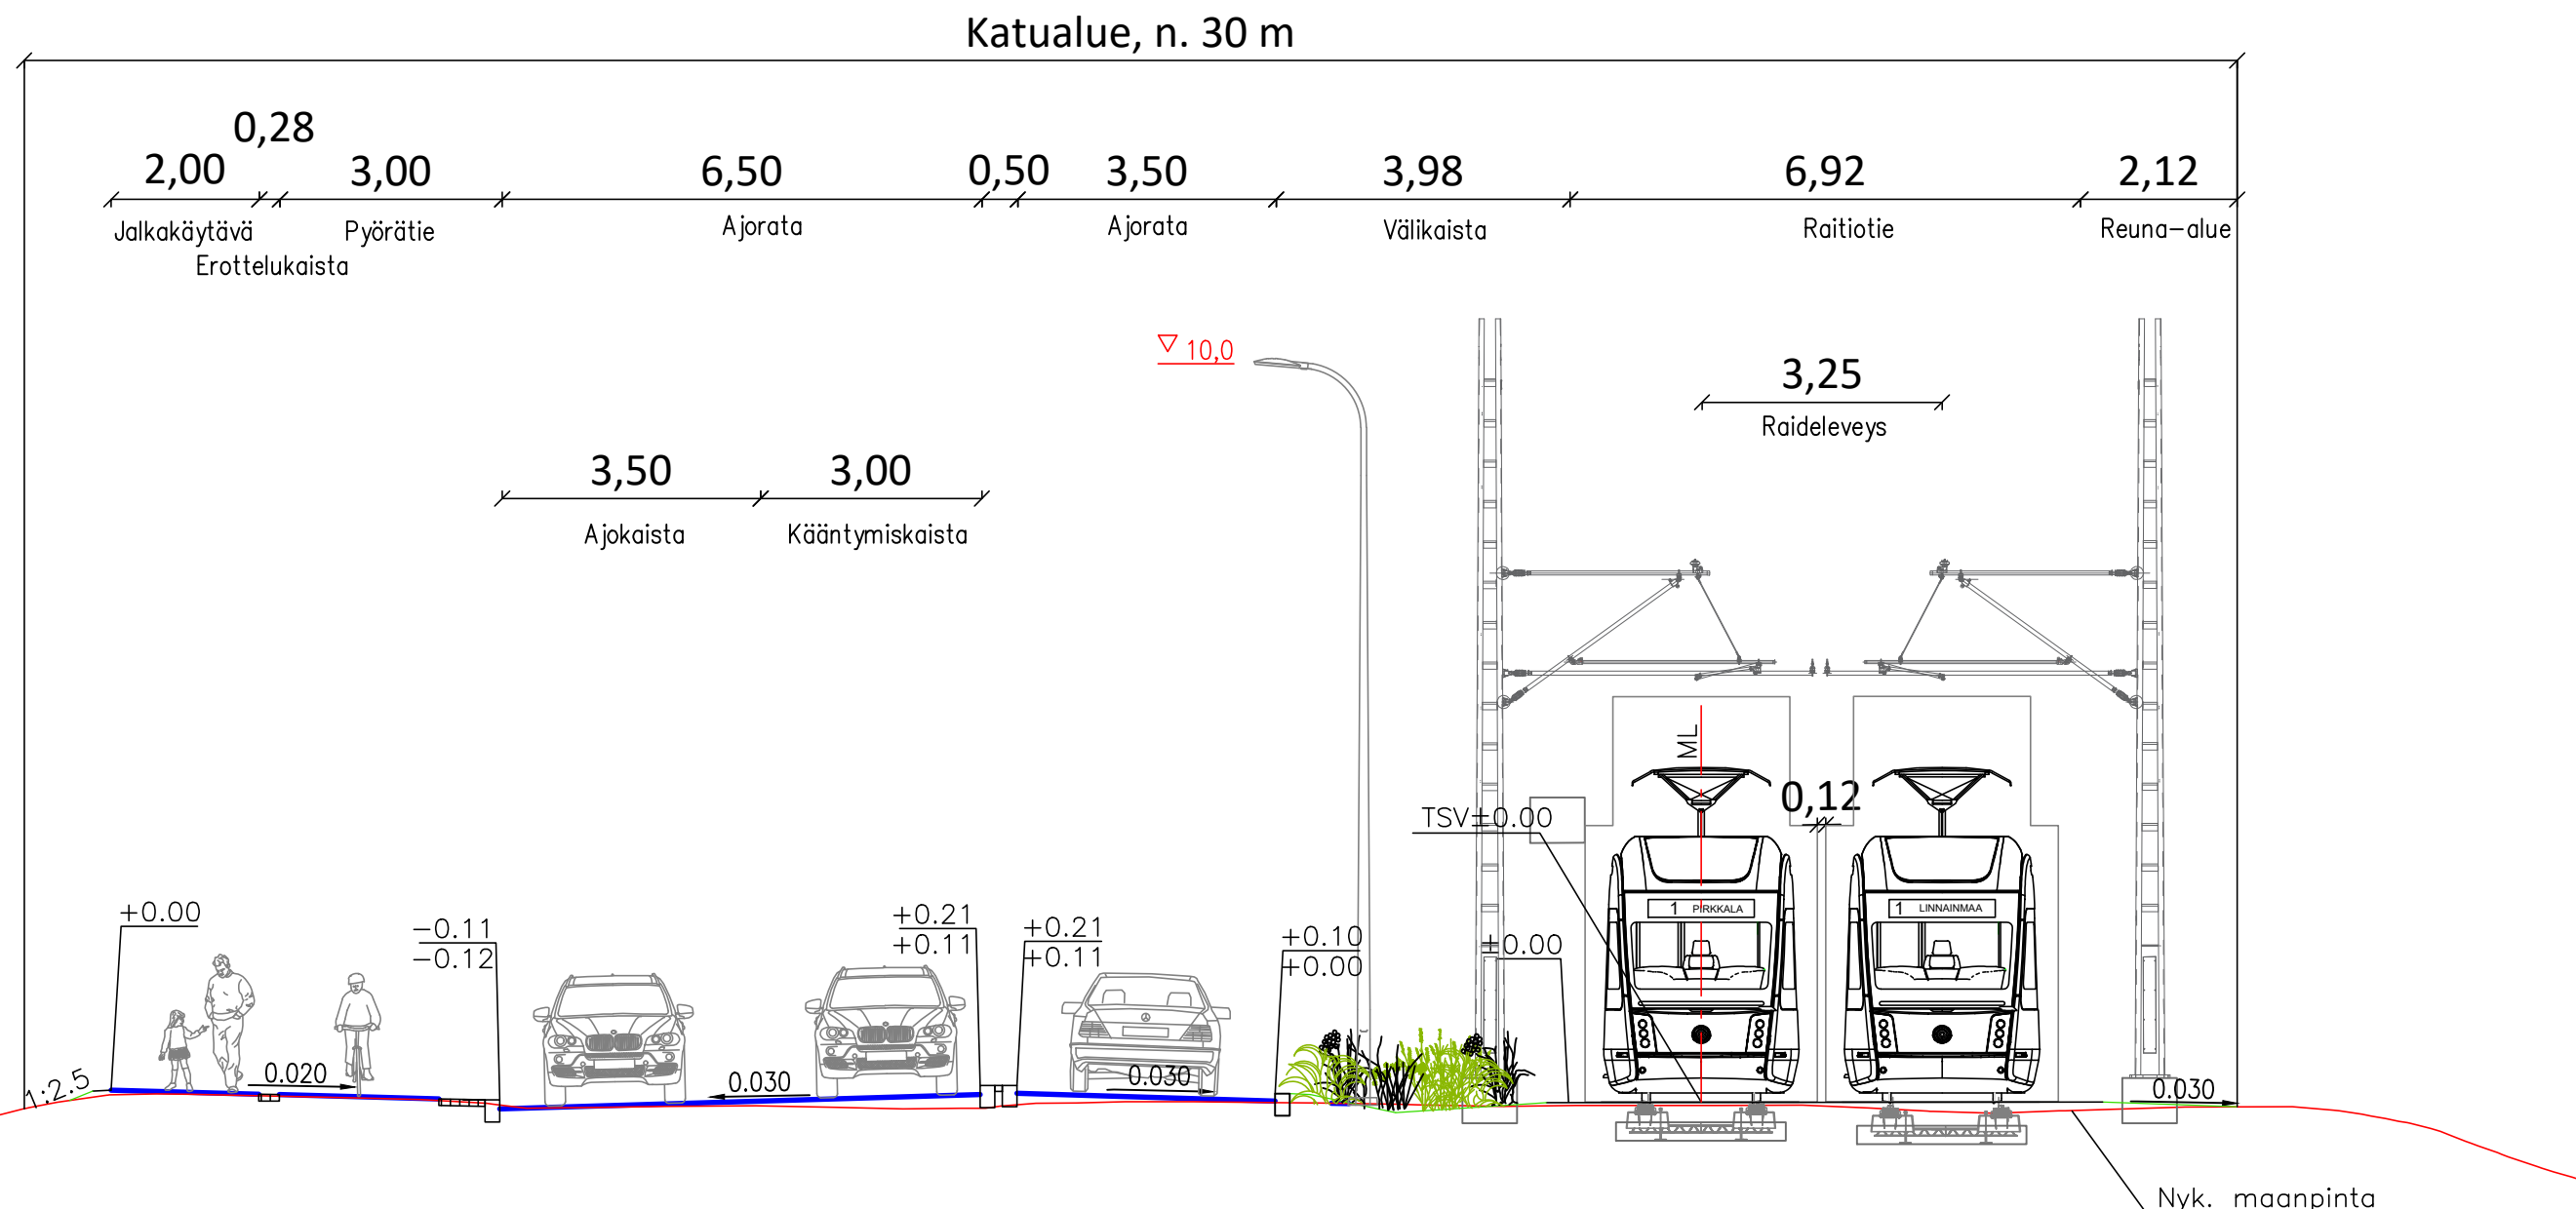 Katualue, n. 30 m
0,28
2,00 3,00 6,50 0,50 3,50 3,98 6,92 2,12
Jalkakäytävä Pyörätie Ajorata Ajorata Välikaista Raitiotie Reuna-alue
Erottelukaista
10,0
3,25
Raideleveys
3,50 3,00
Ajokaista Kääntymiskaista
ML
0,12
TSV±0.00
1 PIRKKALA 1 LINNAINMAA
+0.00
-0.11
-0.12
+0.21
+0.11
+0.21
+0.11
+0.10
+0.00
±0.00
1:2.5 0.020 0.030 0.030 0.030
Nyk. maanpinta